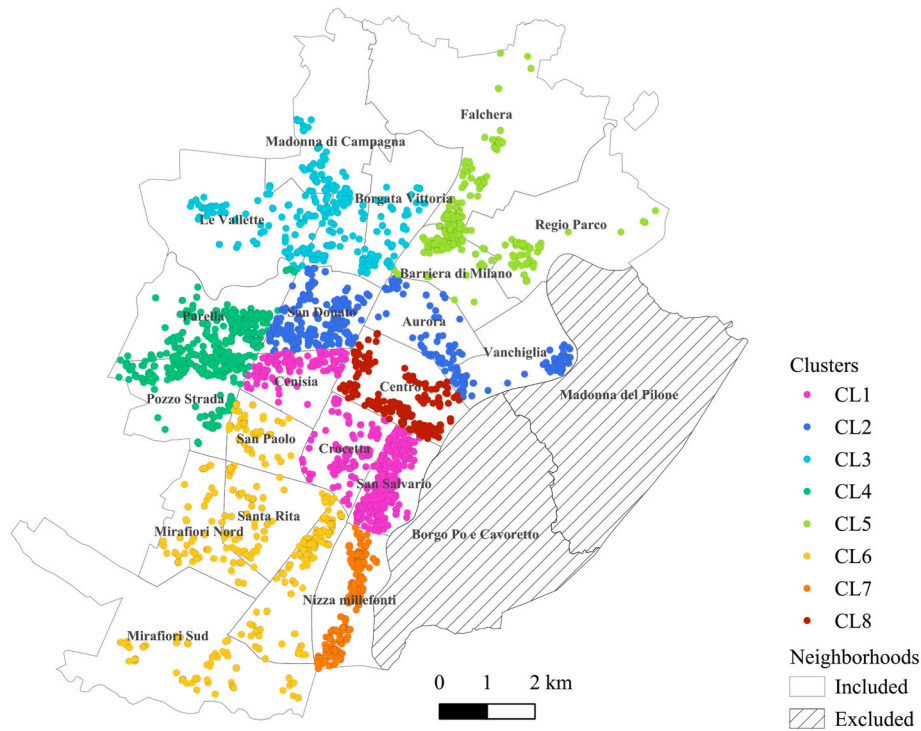 Falchera
Madonna di Campagna
Borgata Vittoria
Le Vallette
Regio Parco
Barriera di Milano
Parella
San Donato
Aurora
Vanchiglia
Cenisia
Centro
Madonna del Pilone
Pozzo Strada
San Paolo
Crocetta
San Salvario
Santa Rita
Mirafiori Nord
Borgo Po e Cavoretto
Nizza millefonti
Mirafiori Sud
0 1 2 km
Clusters
CL1
CL2
CL3
CL4
CL5
CL6
CL7
CL8
Neighborhoods
Included
Excluded